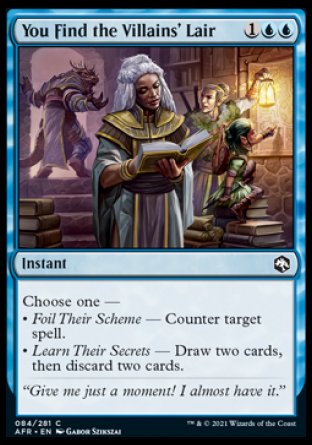 You Find the Villains' Lair 1
Instant
Choose one —
• Foil Their Scheme — Counter target
spell.
• Learn Their Secrets — Draw two cards,
then discard two cards.
"Give me just a moment! I almost have it."
084/281 C
AFR • EN Gabor Szikszai
™ & © 2021 Wizards of the Coast